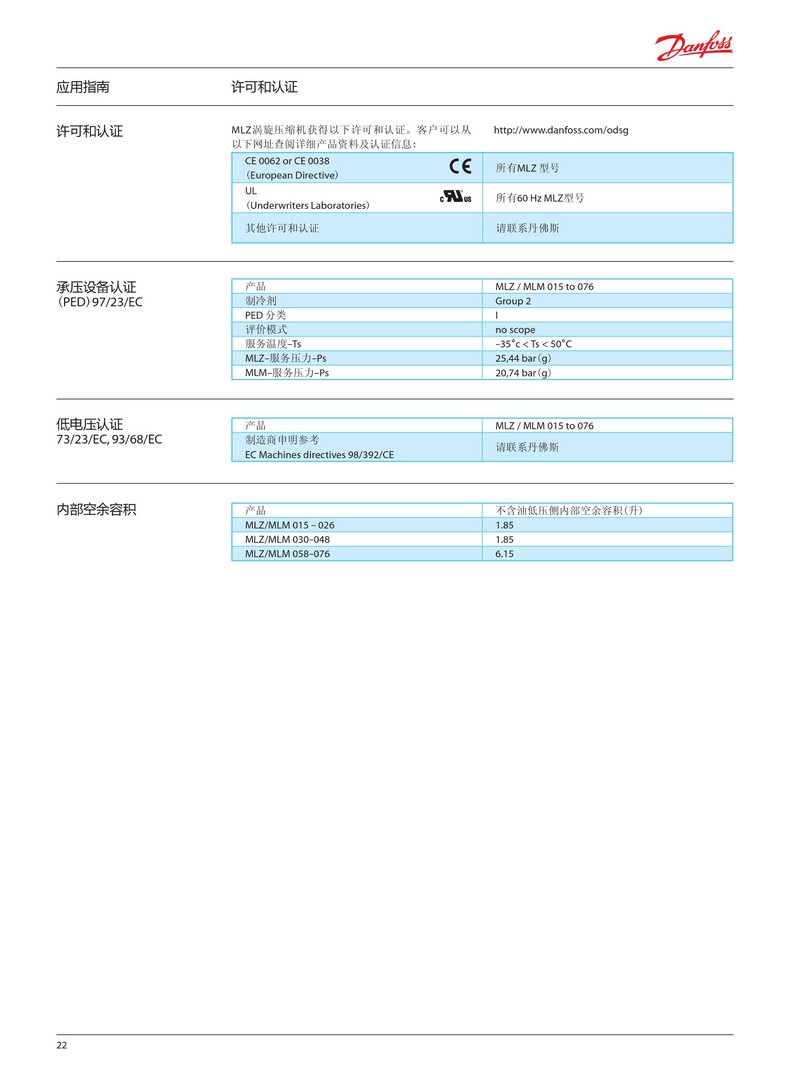 Danfoss
应用指南 许可和认证
许可和认证
MLZ涡旋压缩机获得以下许可和认证。客户可以从
以下网址查阅详细产品资料及认证信息:
http://www.danfoss.com/odsg
CE 0062 or CE 0038
(European Directive)
CE
所有MLZ 型号
UL
(Underwriters Laboratories)
c UL us
所有60 Hz MLZ型号
其他许可和认证 请联系丹佛斯
承压设备认证
(PED) 97/23/EC
产品 MLZ / MLM 015 to 076
制冷剂 Group 2
PED 分类 I
评价模式 no scope
服务温度–Ts –35°c < Ts < 50°C
MLZ–服务压力–Ps 25,44 bar(g)
MLM–服务压力–Ps 20,74 bar(g)
低电压认证
73/23/EC, 93/68/EC
产品 MLZ / MLM 015 to 076
制造商申明参考
EC Machines directives 98/392/CE
请联系丹佛斯
内部空余容积
产品 不含油低压侧内部空余容积(升)
MLZ/MLM 015 – 026 1.85
MLZ/MLM 030–048 1.85
MLZ/MLM 058–076 6.15
22